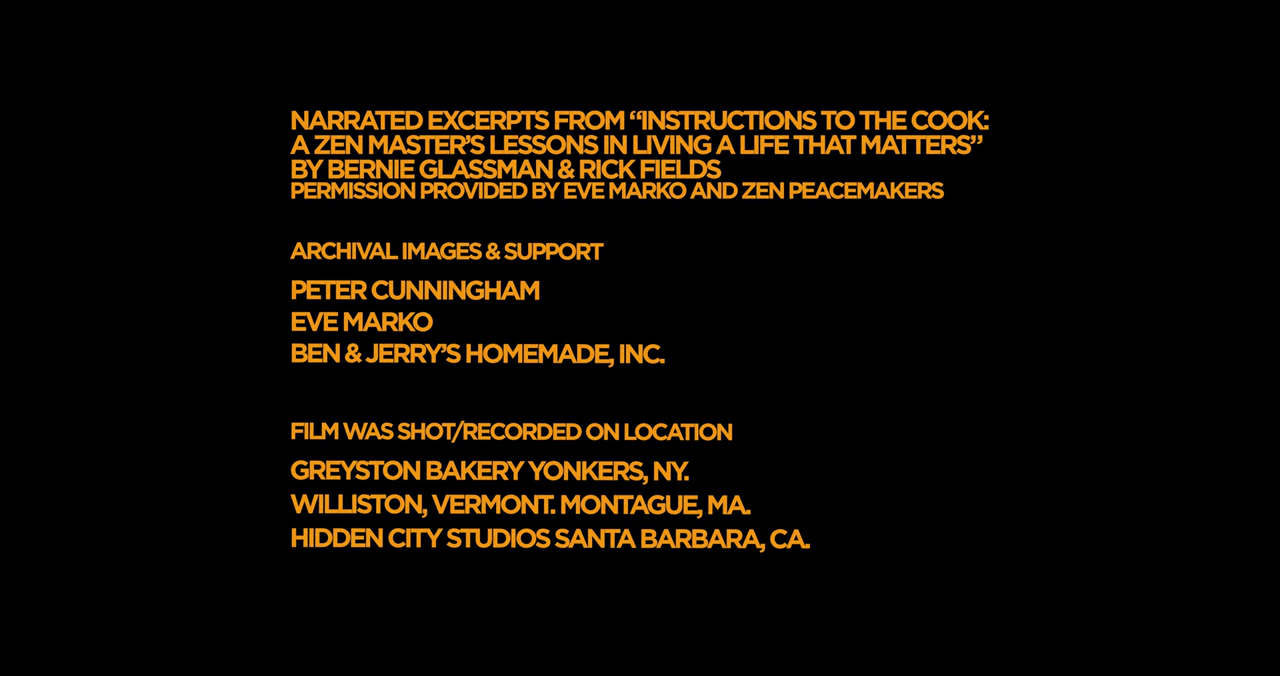 NARRATED EXCERPTS FROM “INSTRUCTIONS TO THE COOK:
A ZEN MASTER’S LESSONS IN LIVING A LIFE THAT MATTERS”
BY BERNIE GLASSMAN & RICK FIELDS
PERMISSION PROVIDED BY EVE MARKO AND ZEN PEACEMAKERS
ARCHIVAL IMAGES & SUPPORT
PETER CUNNINGHAM
EVE MARKO
BEN & JERRY’S HOMEMADE, INC.
FILM WAS SHOT/RECORDED ON LOCATION
GREYSTON BAKERY YONKERS, NY.
WILLISTON, VERMONT. MONTAGUE, MA.
HIDDEN CITY STUDIOS SANTA BARBARA, CA.